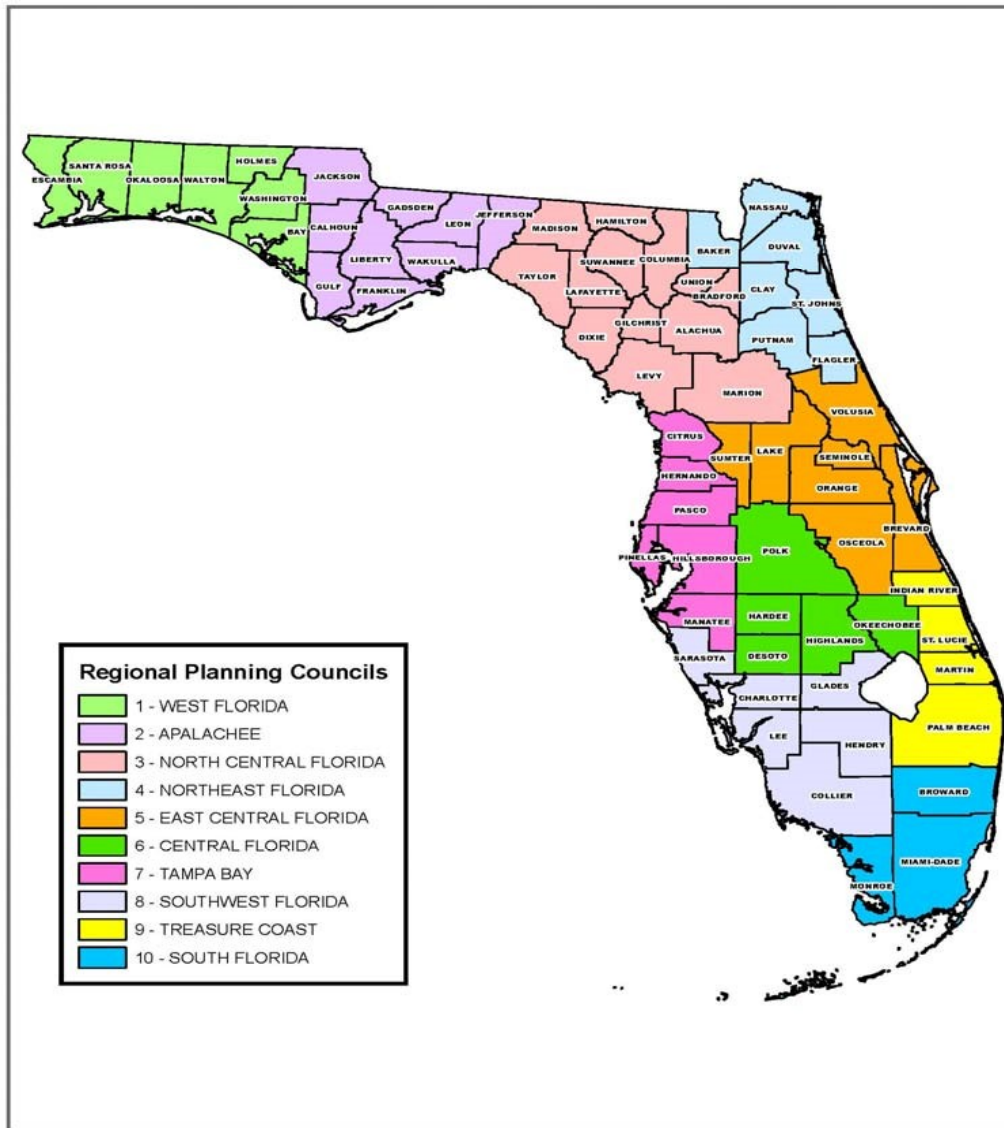 HOLMES
JACKSON
SANTA ROSA
ESCAMBIA
OKALOOSA
WALTON
WASHINGTON
GADSDEN
LEON
JEFFERSON
NASSAU
BAY
CALHOUN
MADISON
HAMILTON
BAKER
DUVAL
LIBERTY
WAKULLA
SUWANNEE
COLUMBIA
TAYLOR
UNION
GULF
FRANKLIN
LAFAYETTE
BRADFORD
CLAY
ST. JOHNS
GILCHRIST
ALACHUA
DIXIE
PUTNAM
FLAGLER
LEVY
MARION
VOLUSIA
CITRUS
SUMTER
LAKE
SEMINOLE
HERNANDO
ORANGE
PASCO
BREVARD
OSCEOLA
PINELLAS
HILLSBOROUGH
POLK
INDIAN RIVER
MANATEE
HARDEE
OKEECHOBEE
HIGHLANDS
ST. LUCIE
SARASOTA
DESOTO
MARTIN
CHARLOTTE
GLADES
PALM BEACH
LEE
HENDRY
COLLIER
BROWARD
MIAMI-DADE
MONROE
Regional Planning Councils
1 - WEST FLORIDA
2 - APALACHEE
3 - NORTH CENTRAL FLORIDA
4 - NORTHEAST FLORIDA
5 - EAST CENTRAL FLORIDA
6 - CENTRAL FLORIDA
7 - TAMPA BAY
8 - SOUTHWEST FLORIDA
9 - TREASURE COAST
10 - SOUTH FLORIDA